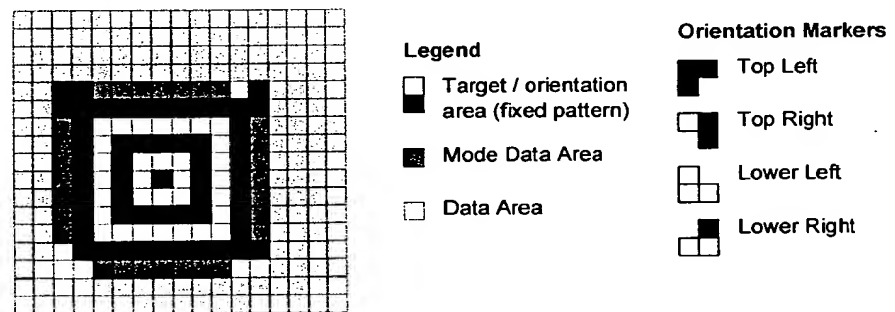 Legend
Target / orientation
area (fixed pattern)
Mode Data Area
Data Area
Orientation Markers
Top Left
Top Right
Lower Left
Lower Right